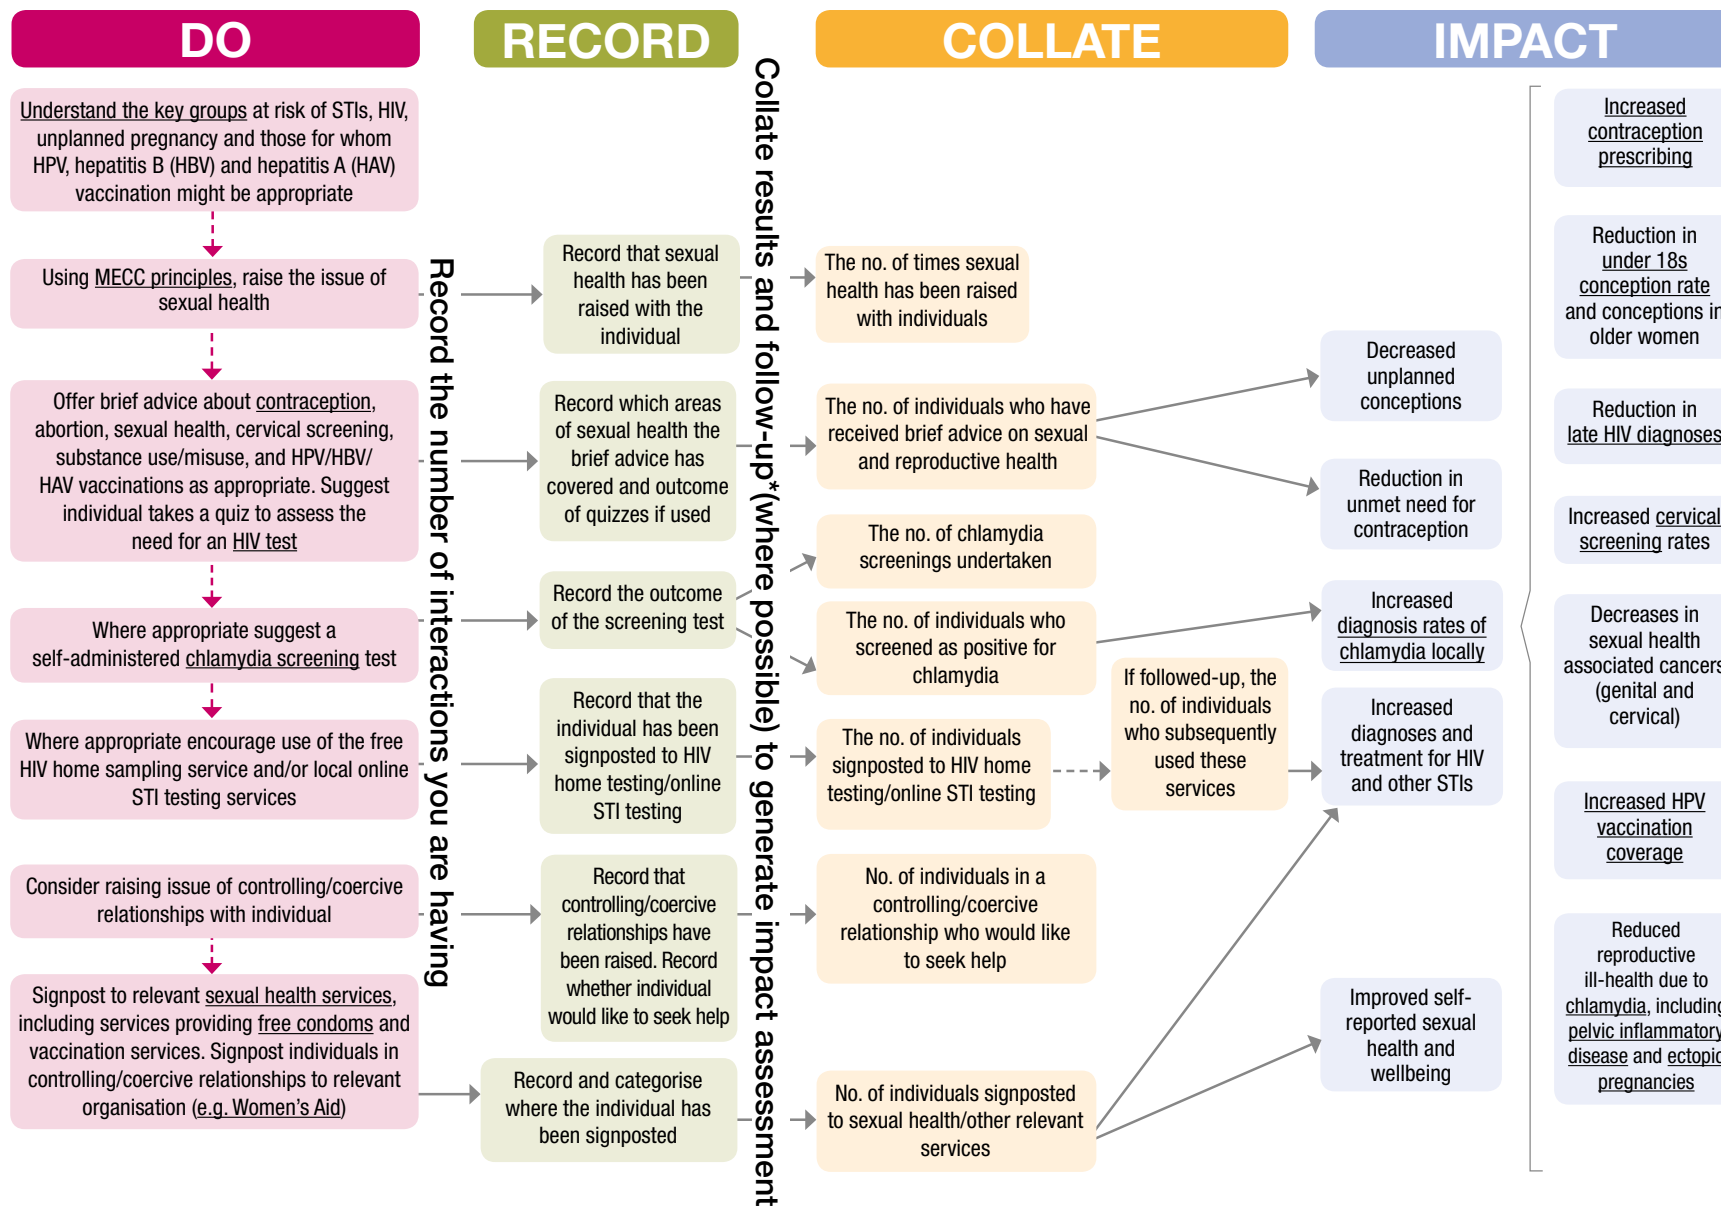 DO
RECORD
COLLATE
IMPACT
Understand the key groups at risk of STIs, HIV,
unplanned pregnancy and those for whom
HPV, hepatitis B (HBV) and hepatitis A (HAV)
vaccination might be appropriate
Using MECC principles, raise the issue of
sexual health
Offer brief advice about contraception,
abortion, sexual health, cervical screening,
substance use/misuse, and HPV/HBV/
HAV vaccinations as appropriate. Suggest
individual takes a quiz to assess the
need for an HIV test
Where appropriate suggest a
self-administered chlamydia screening test
Where appropriate encourage use of the free
HIV home sampling service and/or local online
STI testing services
Consider raising issue of controlling/coercive
relationships with individual
Signpost to relevant sexual health services,
including services providing free condoms and
vaccination services. Signpost individuals in
controlling/coercive relationships to relevant
organisation (e.g. Women's Aid)
Record the number of interactions you are having
Record that sexual
health has been
raised with the
individual
Record which areas
of sexual health the
brief advice has
covered and outcome
of quizzes if used
Record the outcome
of the screening test
Record that the
individual has been
signposted to HIV
home testing/online
STI testing
Record that
controlling/coercive
relationships have
been raised. Record
whether individual
would like to seek help
Record and categorise
where the individual has
been signposted
Collate results and follow-up*(where possible) to generate impact assessment
The no. of times sexual
health has been raised
with individuals
The no. of individuals who have
received brief advice on sexual
and reproductive health
The no. of chlamydia
screenings undertaken
The no. of individuals who
screened as positive for
chlamydia
The no. of individuals
signposted to HIV home
testing/online STI testing
If followed-up, the
no. of individuals
who subsequently
used these
services
No. of individuals in a
controlling/coercive
relationship who would like
to seek help
No. of individuals signposted
to sexual health/other relevant
services
Decreased
unplanned
conceptions
Reduction in
unmet need for
contraception
Increased
diagnosis rates of
chlamydia locally
Increased
diagnoses and
treatment for HIV
and other STIs
Improved self-
reported sexual
health and
wellbeing
Increased
contraception
prescribing
Reduction in
under 18s
conception rate
and conceptions in
older women
Reduction in
late HIV diagnoses
Increased cervical
screening rates
Decreases in
sexual health
associated cancers
(genital and
cervical)
Increased HPV
vaccination
coverage
Reduced
reproductive
ill-health due to
chlamydia, including
pelvic inflammatory
disease and ectopic
pregnancies